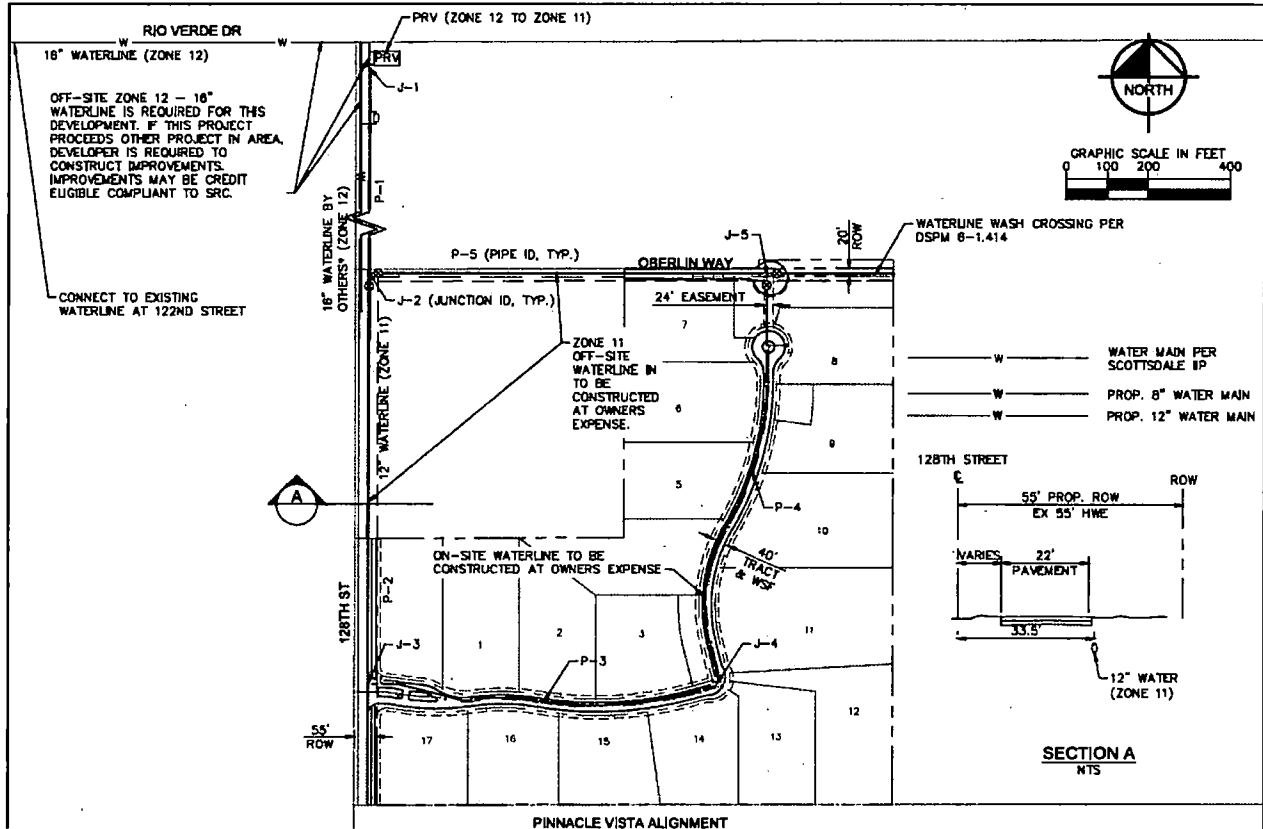 RIO VERDE DR
W
W
16" WATERLINE (ZONE 12)
PRV (ZONE 12 TO ZONE 11)
PRV
J-1
OFF-SITE ZONE 12 – 16"
WATERLINE IS REQUIRED FOR THIS
DEVELOPMENT. IF THIS PROJECT
PROCEEDS OTHER PROJECT IN AREA,
DEVELOPER IS REQUIRED TO
CONSTRUCT IMPROVEMENTS.
IMPROVEMENTS MAY BE CREDIT
ELIGIBLE COMPLIANT TO SRC.
W
P-1
16" WATERLINE BY
OTHERS* (ZONE 12)
NORTH
GRAPHIC SCALE IN FEET
0 100 200 400
WATERLINE WASH CROSSING PER
DSPM 6-1.414
J-5
20'
ROW
P-5 (PIPE ID, TYP.)
OBERLIN WAY
CONNECT TO EXISTING
WATERLINE AT 122ND STREET
J-2 (JUNCTION ID, TYP.)
24' EASEMENT
12" WATERLINE (ZONE 11)
ZONE 11
OFF-SITE
WATERLINE IN
TO BE
CONSTRUCTED
AT OWNERS
EXPENSE.
7
8
6
9
5
10
W WATER MAIN PER
SCOTTSDALE IIP
W PROP. 8" WATER MAIN
W PROP. 12" WATER MAIN
A
P-4
ON-SITE WATERLINE TO BE
CONSTRUCTED AT OWNERS EXPENSE
40'
TRACT
& WSF
128TH STREET
℄
ROW
55' PROP. ROW
EX 55' HWE
VARIES
22'
PAVEMENT
33.5'
12" WATER
(ZONE 11)
SECTION A
NTS
128TH ST
P-2
1
2
3
11
J-3
P-3
J-4
12
55'
ROW
17
16
15
14
13
PINNACLE VISTA ALIGNMENT